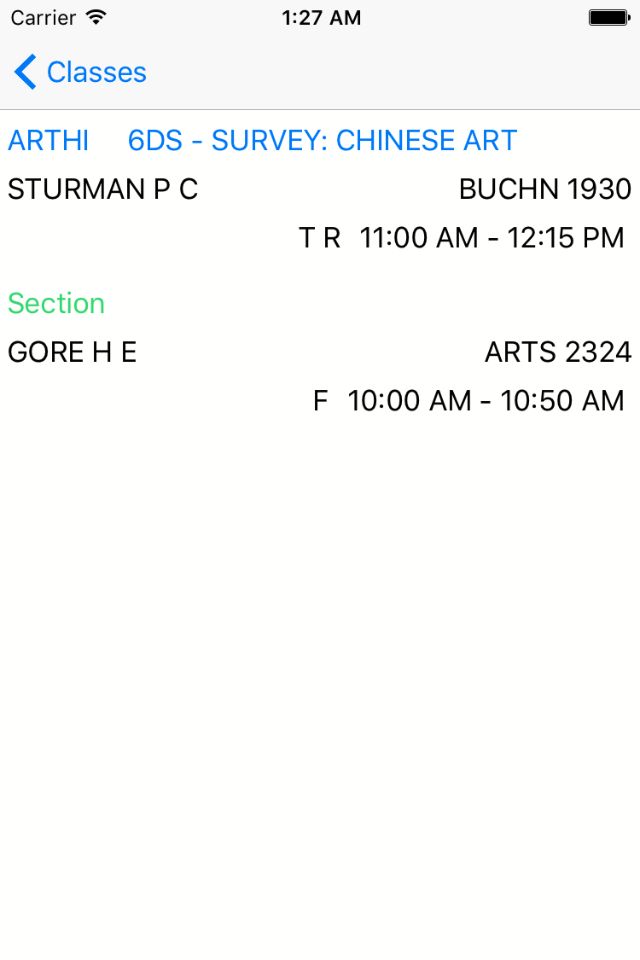 Carrier 1:27 AM
Classes
ARTHI 6DS - SURVEY: CHINESE ART
STURMAN P C BUCHN 1930
T R 11:00 AM - 12:15 PM
Section
GORE H E ARTS 2324
F 10:00 AM - 10:50 AM